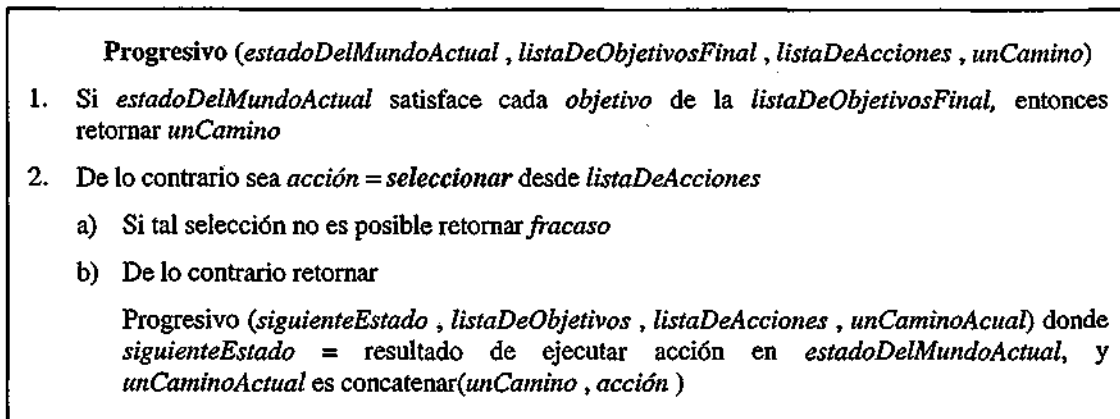 Progresivo (estadoDelMundoActual , listaDeObjetivosFinal , listaDeAcciones , unCamino)
1. Si estadoDelMundoActual satisface cada objetivo de la listaDeObjetivosFinal, entonces
retornar unCamino
2. De lo contrario sea acción = seleccionar desde listaDeAcciones
a) Si tal selección no es posible retornar fracaso
b) De lo contrario retornar
Progresivo (siguienteEstado , listaDeObjetivos , listaDeAcciones , unCaminoAcual) donde
siguienteEstado = resultado de ejecutar acción en estadoDelMundoActual, y
unCaminoActual es concatenar(unCamino , acción )